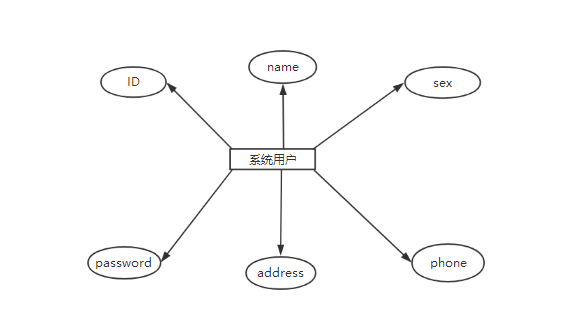 name
ID
sex
系统用户
password
address
phone